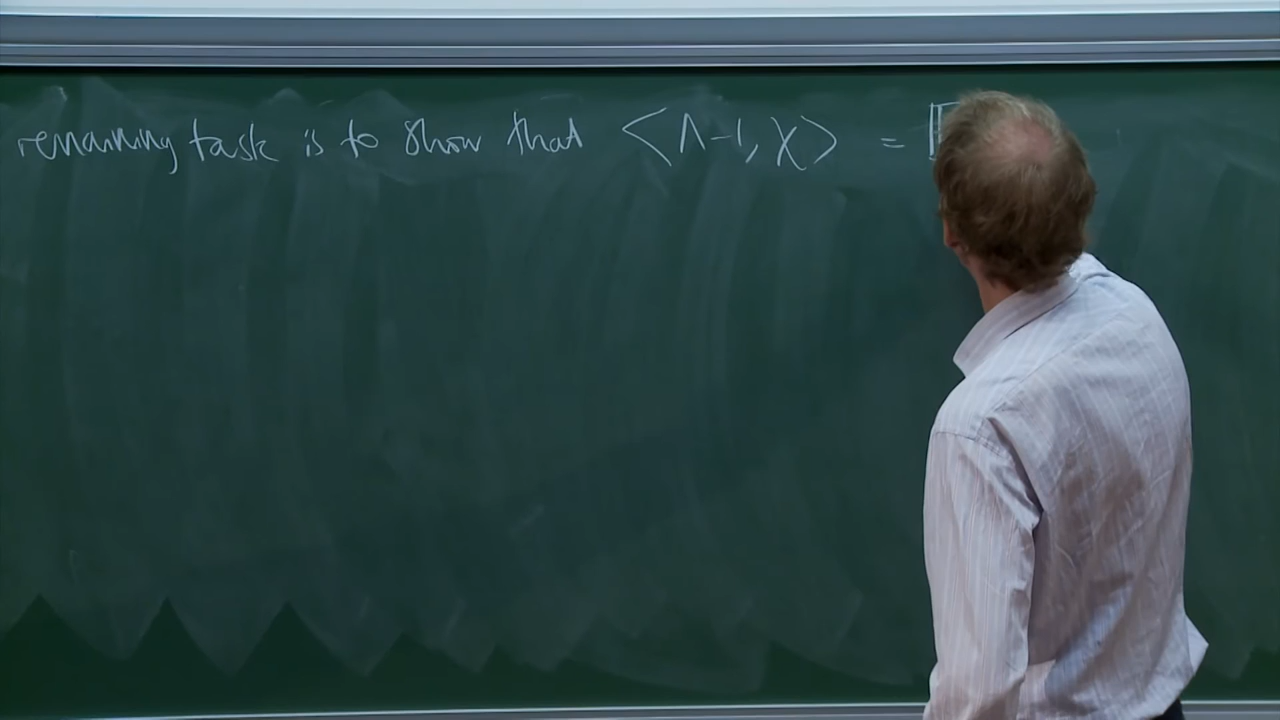 remaining task is to show that <Λ-1, χ> = 𝔼